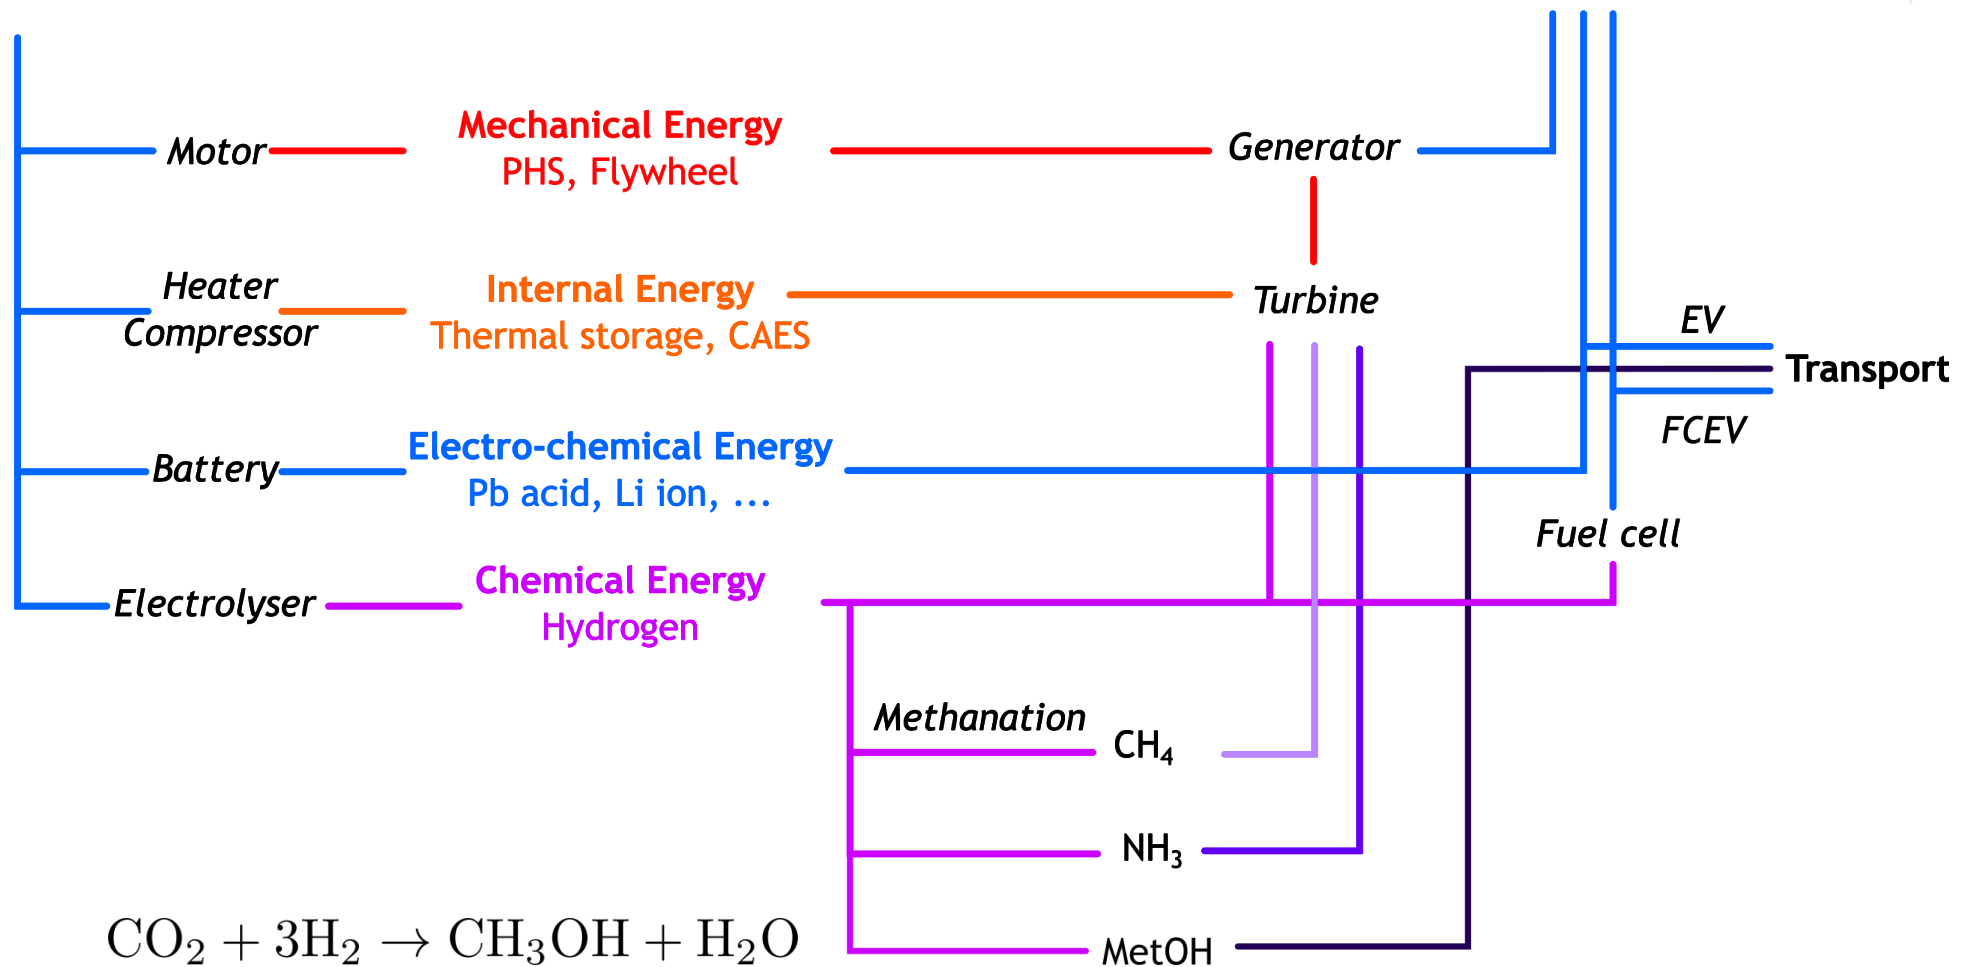 Motor
Mechanical Energy
PHS, Flywheel
Generator
Heater
Compressor
Internal Energy
Thermal storage, CAES
Turbine
EV
Transport
FCEV
Battery
Electro-chemical Energy
Pb acid, Li ion, ...
Fuel cell
Electrolyser
Chemical Energy
Hydrogen
Methanation
CH₄
NH₃
MetOH
CO₂ + 3H₂ → CH₃OH + H₂O